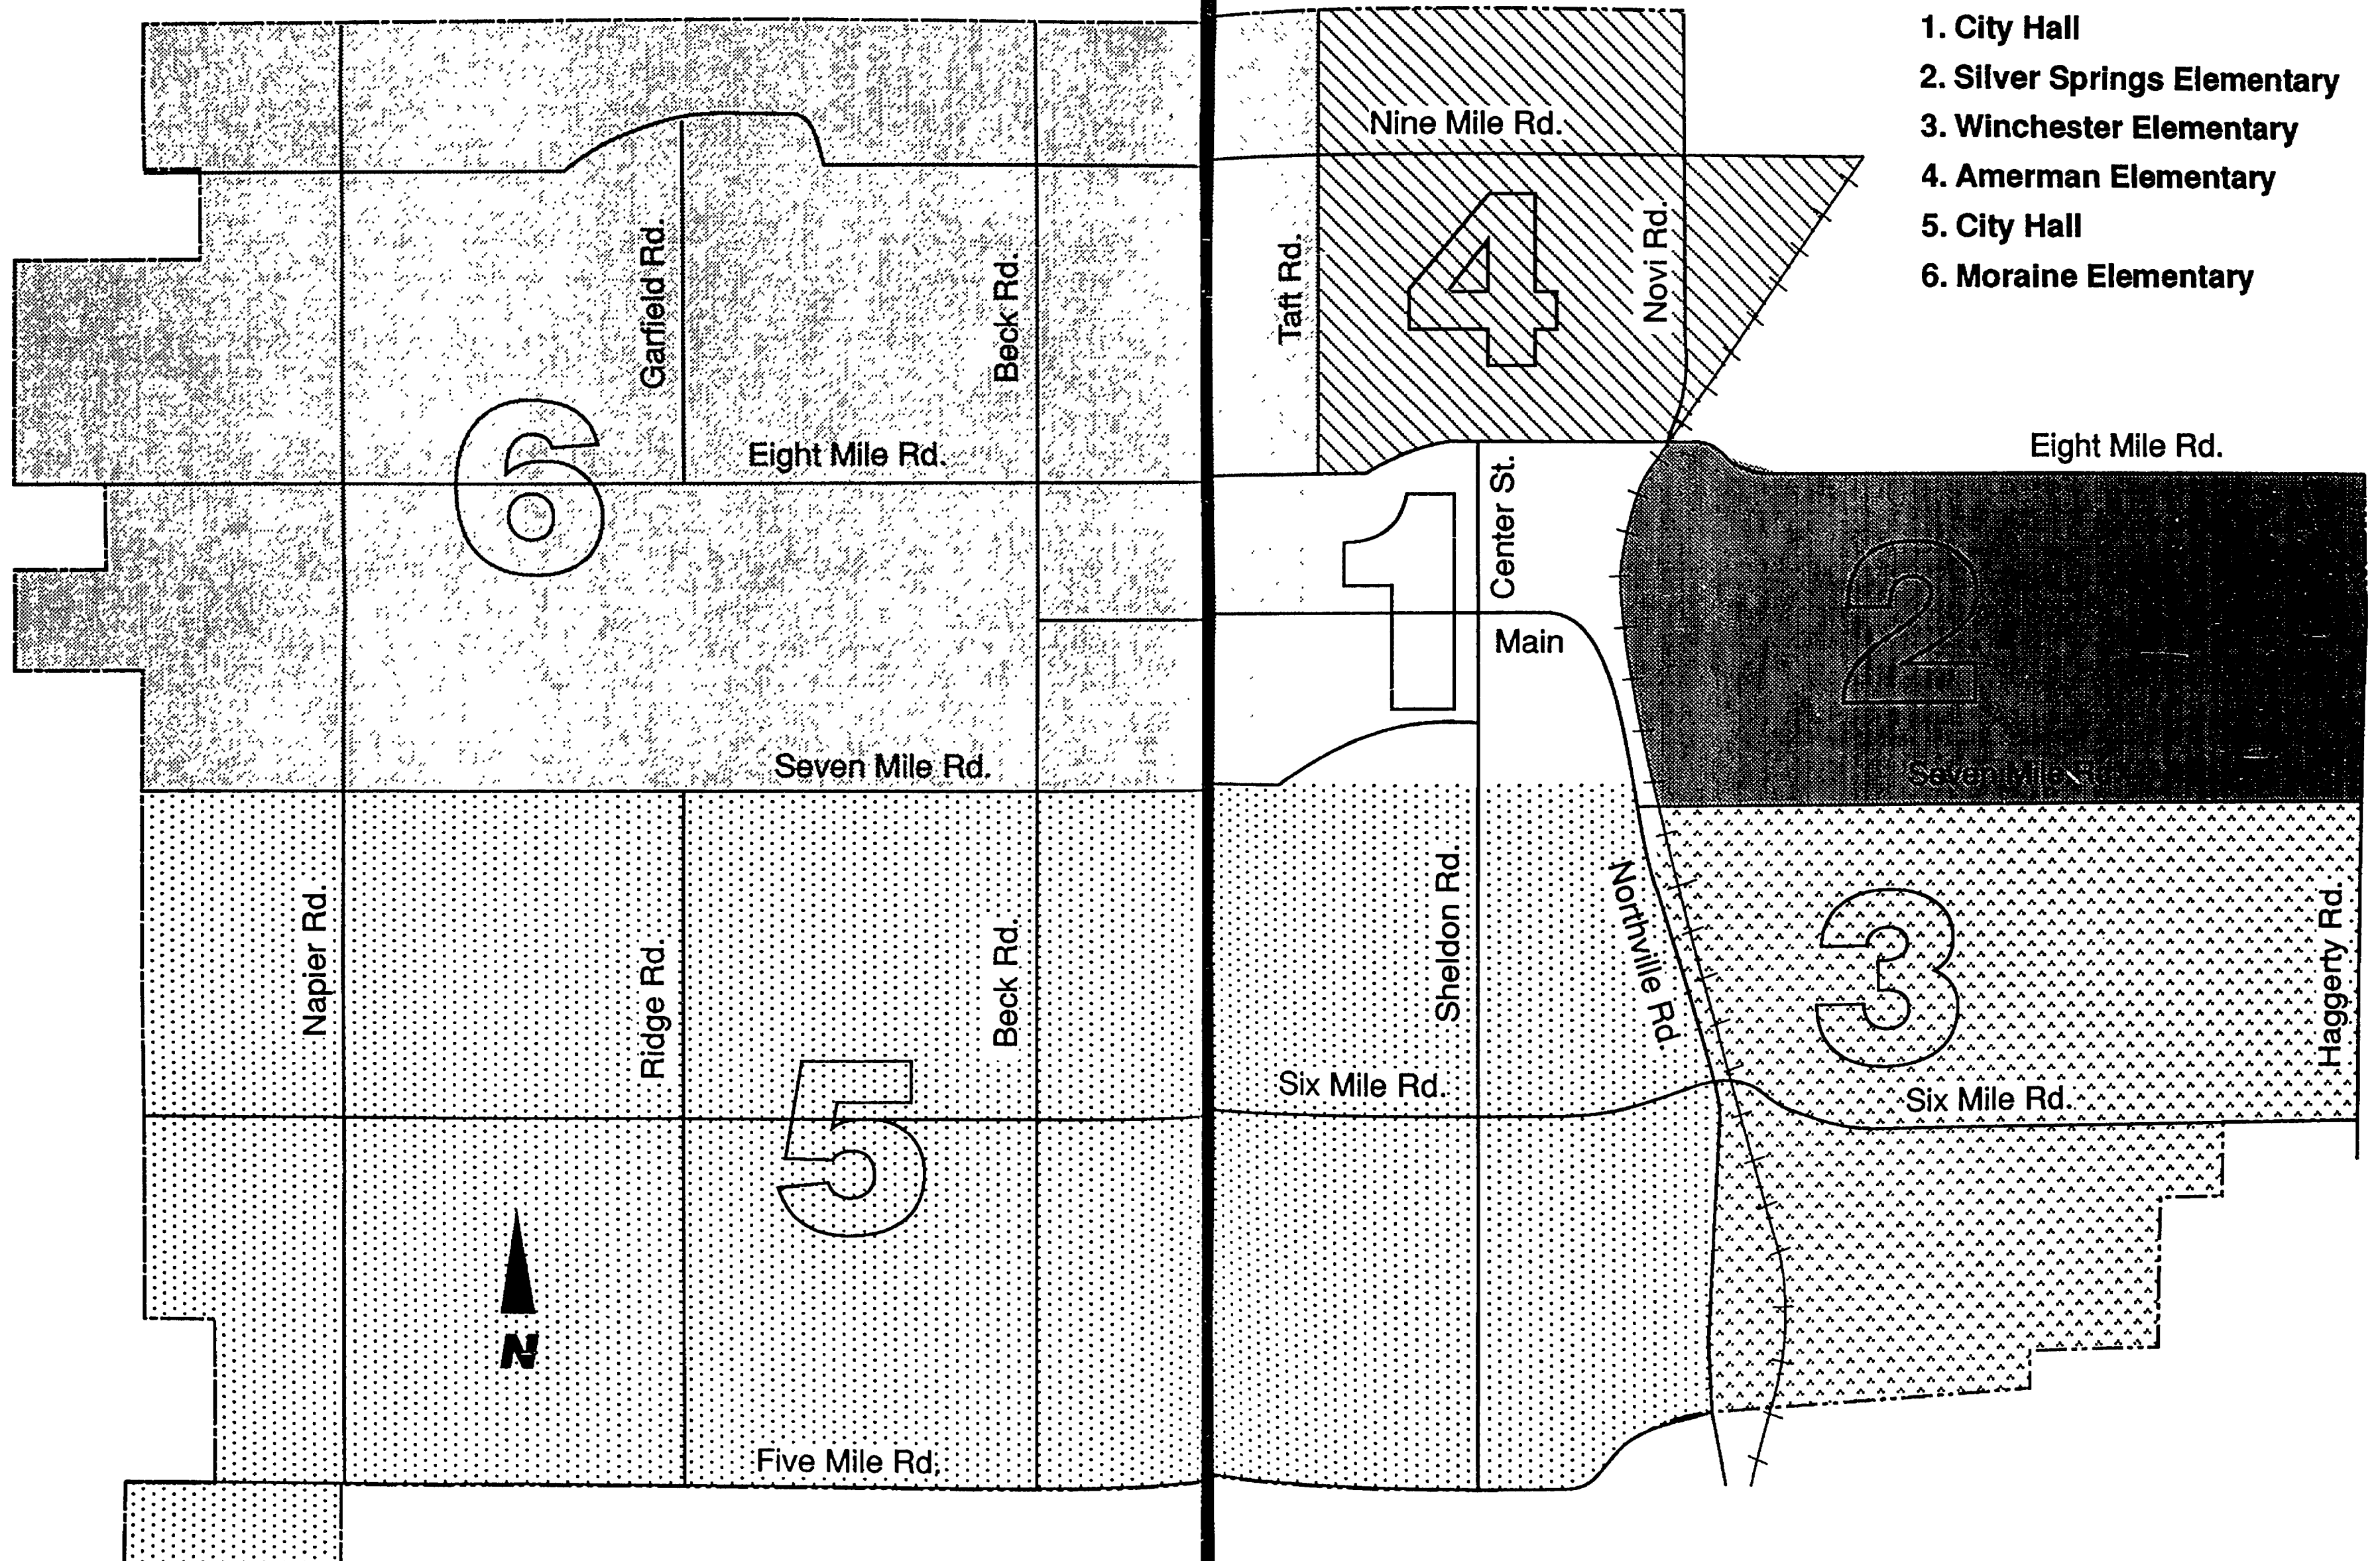 1. City Hall
2. Silver Springs Elementary
3. Winchester Elementary
4. Amerman Elementary
5. City Hall
6. Moraine Elementary
Nine Mile Rd.
Garfield Rd.
Beck Rd.
Taft Rd.
Novi Rd.
4
6
Eight Mile Rd.
Eight Mile Rd.
1
Center St.
Main
2
Seven Mile Rd.
Seven Mile Rd.
Napier Rd.
Ridge Rd
Beck Rd.
Sheldon Rd.
Northville Rd
3
Haggerty Rd.
5
Six Mile Rd.
Six Mile Rd.
N
Five Mile Rd.